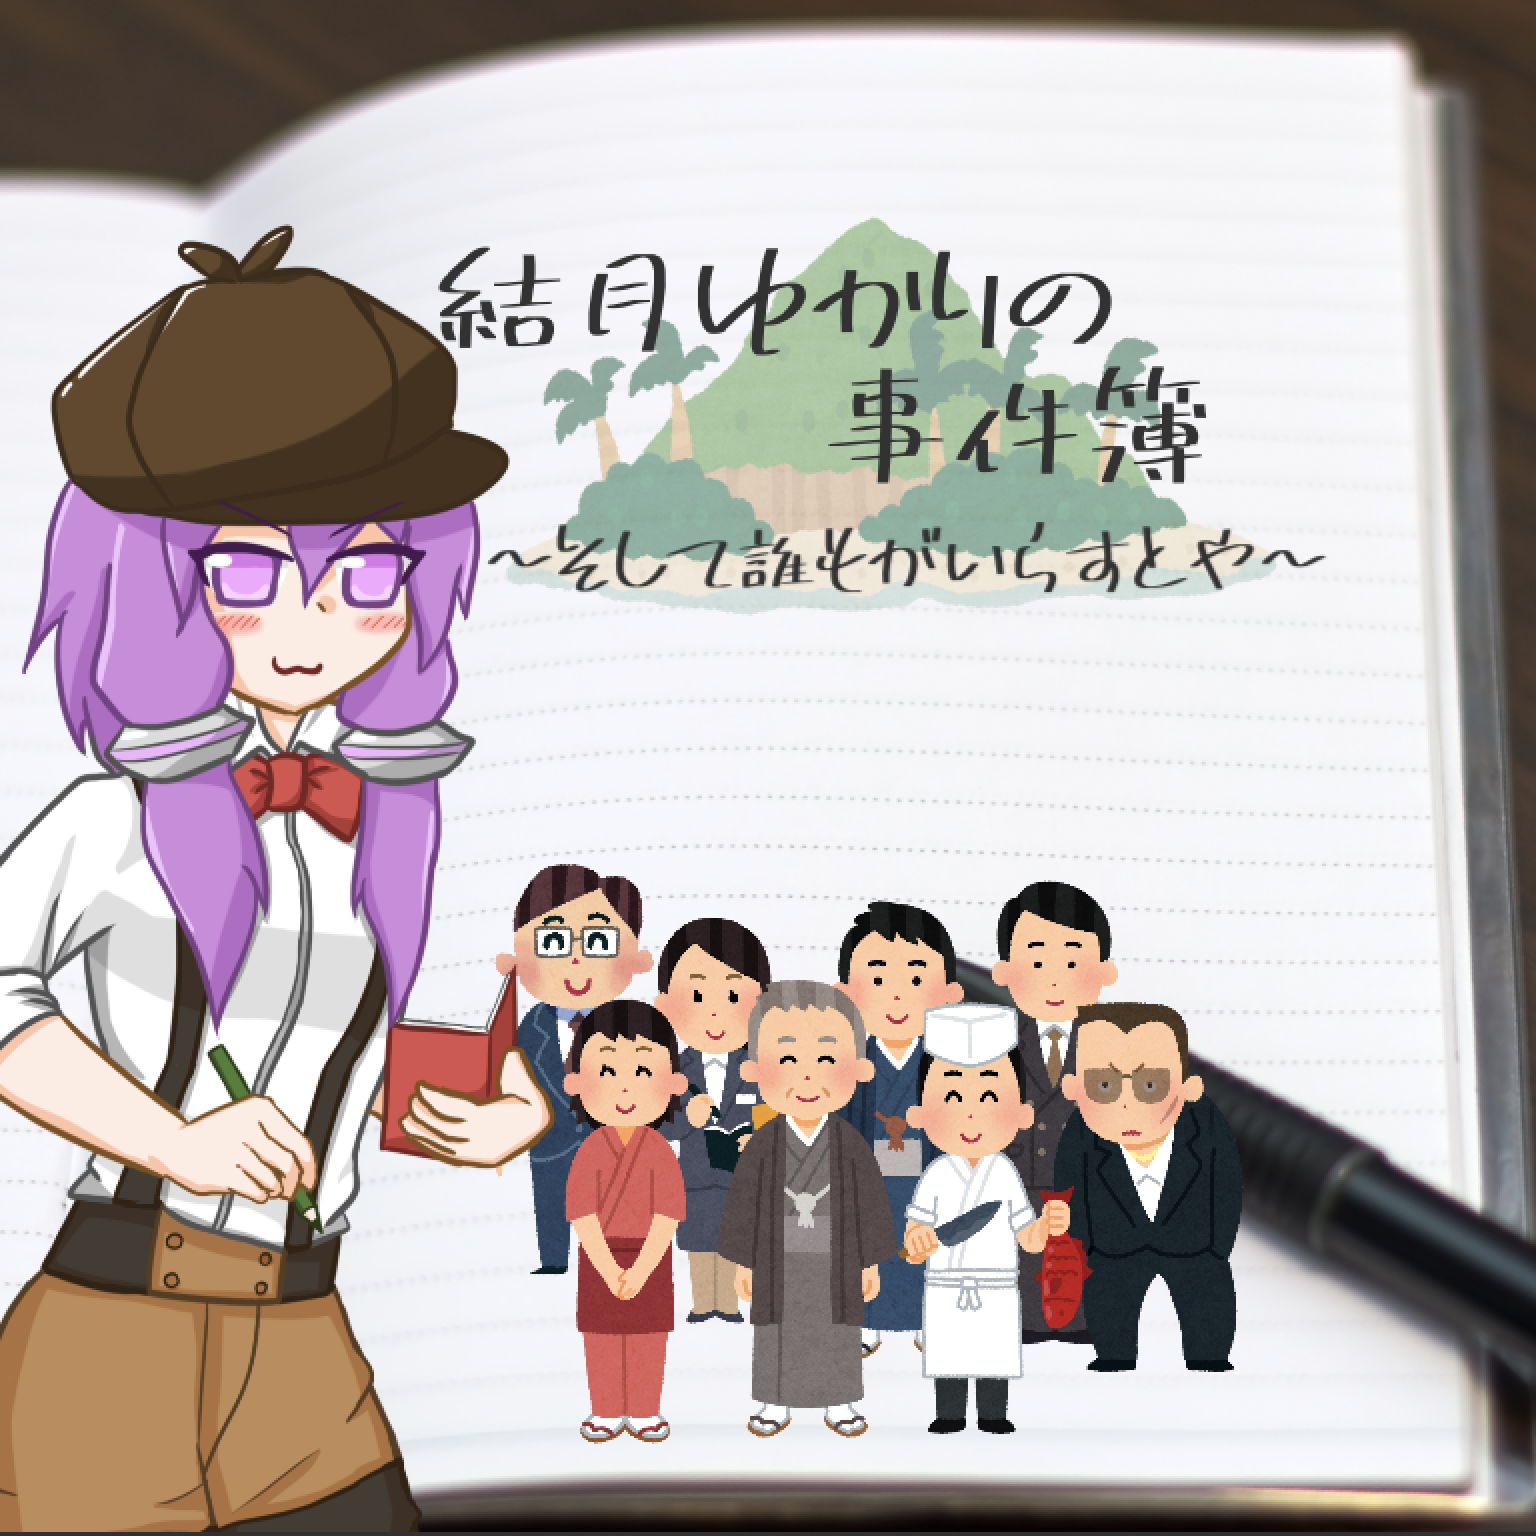 結月ゆかりの
事件簿
～そして誰もがいらすとや～